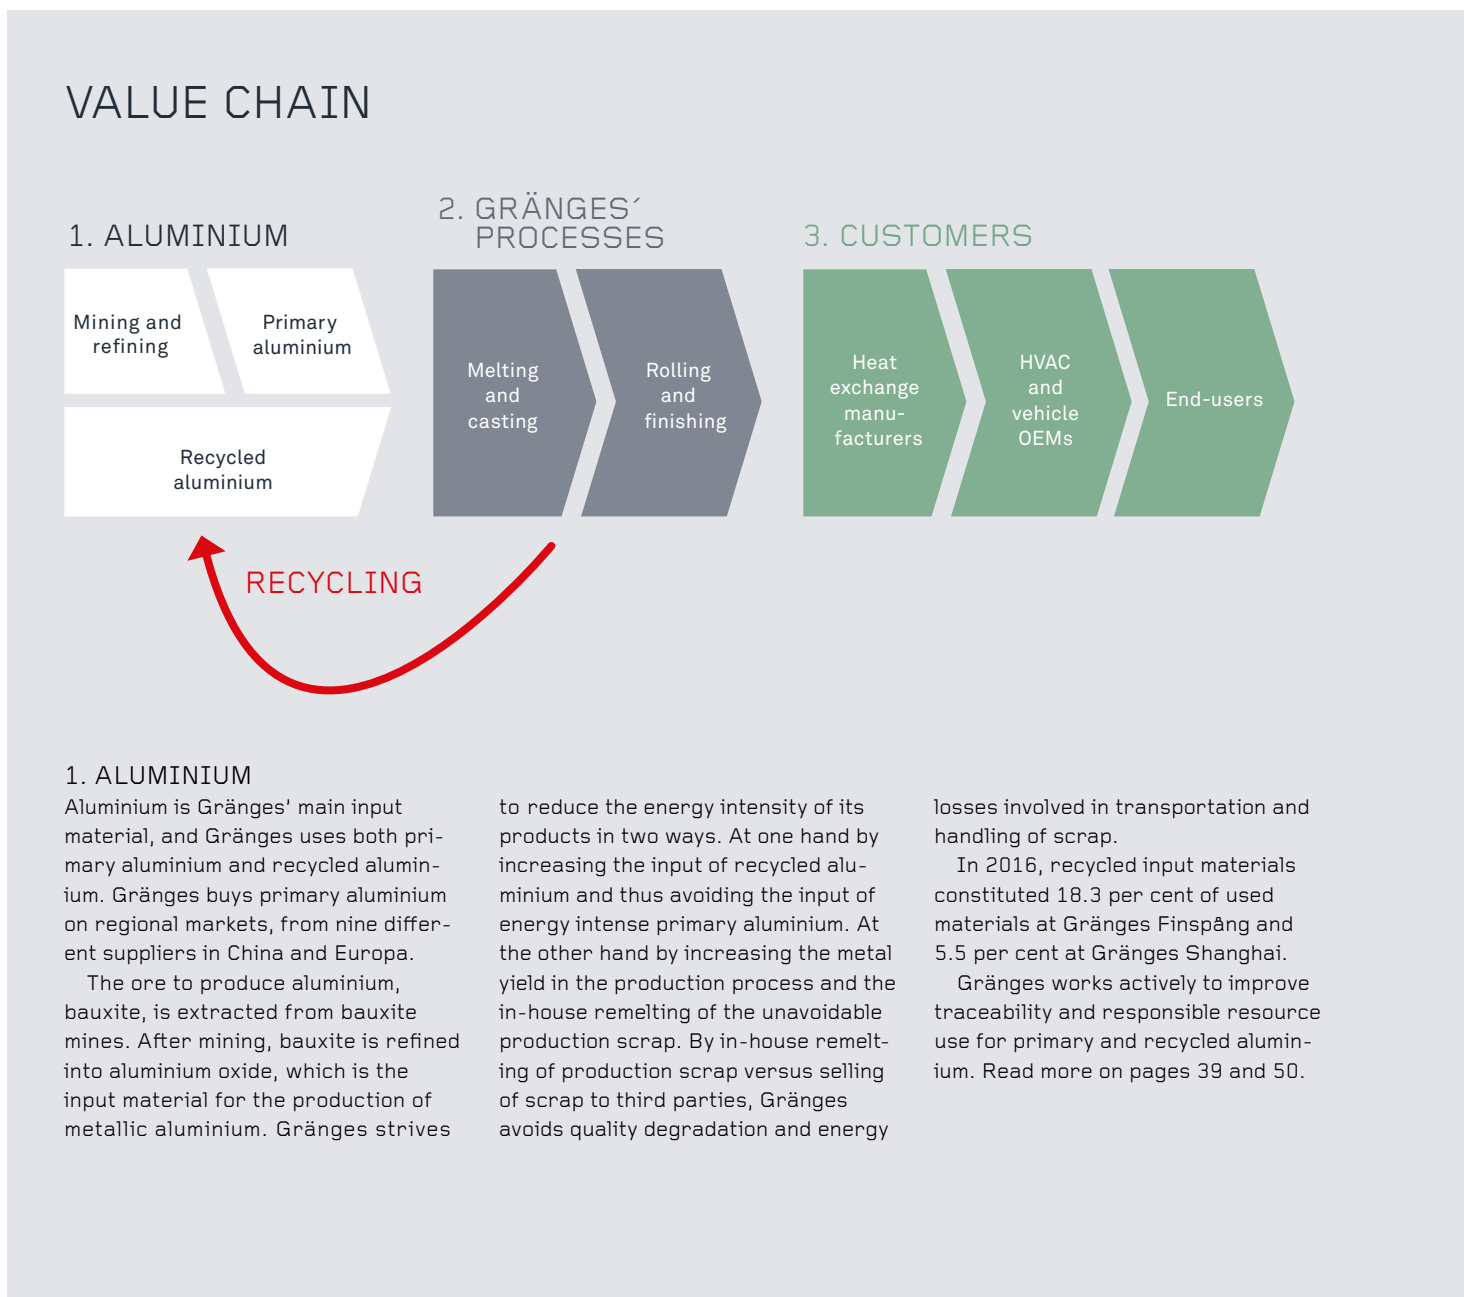 VALUE CHAIN
1. ALUMINIUM
Mining and
refining
Primary
aluminium
Recycled
aluminium
2. GRÄNGES´
PROCESSES
Melting
and
casting
Rolling
and
finishing
3. CUSTOMERS
Heat
exchange
manu-
facturers
HVAC
and
vehicle
OEMs
End-users
RECYCLING
1. ALUMINIUM
Aluminium is Gränges’ main input
material, and Gränges uses both pri-
mary aluminium and recycled alumin-
ium. Gränges buys primary aluminium
on regional markets, from nine differ-
ent suppliers in China and Europa.
The ore to produce aluminium,
bauxite, is extracted from bauxite
mines. After mining, bauxite is refined
into aluminium oxide, which is the
input material for the production of
metallic aluminium. Gränges strives
to reduce the energy intensity of its
products in two ways. At one hand by
increasing the input of recycled alu-
minium and thus avoiding the input of
energy intense primary aluminium. At
the other hand by increasing the metal
yield in the production process and the
in-house remelting of the unavoidable
production scrap. By in-house remelt-
ing of production scrap versus selling
of scrap to third parties, Gränges
avoids quality degradation and energy
losses involved in transportation and
handling of scrap.
In 2016, recycled input materials
constituted 18.3 per cent of used
materials at Gränges Finspång and
5.5 per cent at Gränges Shanghai.
Gränges works actively to improve
traceability and responsible resource
use for primary and recycled alumin-
ium. Read more on pages 39 and 50.